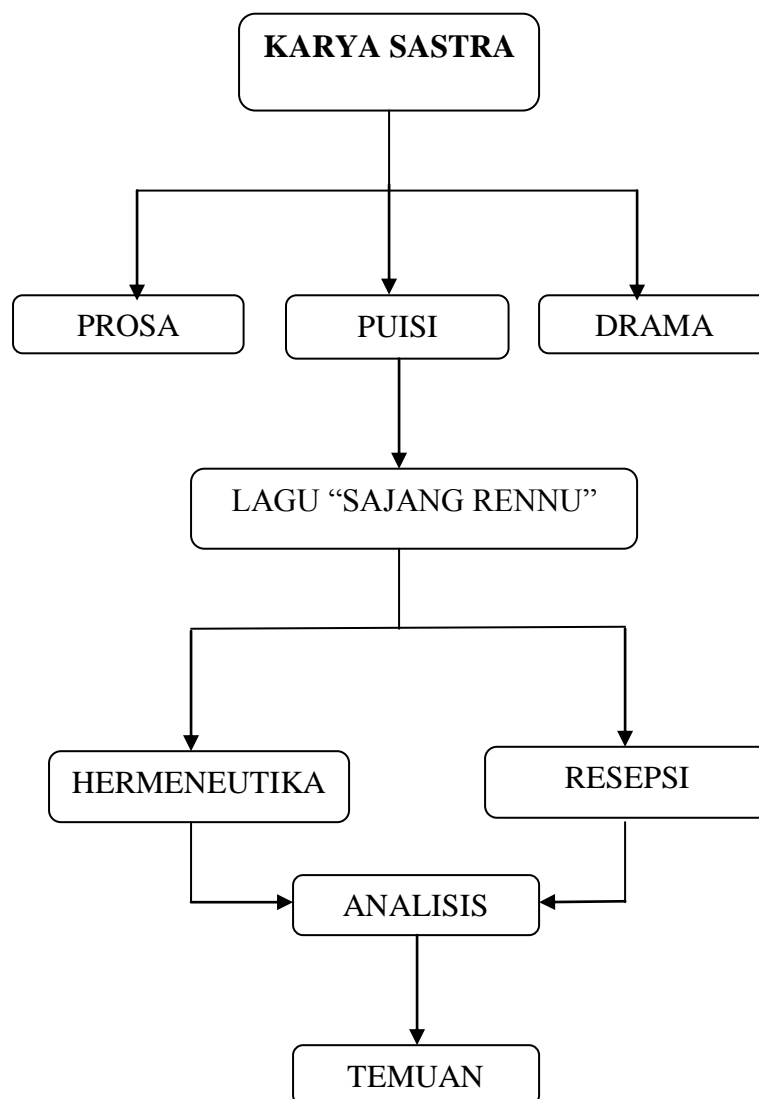 KARYA SASTRA
PROSA
PUISI
DRAMA
LAGU “SAJANG RENNU”
HERMENEUTIKA
RESEPSI
ANALISIS
TEMUAN